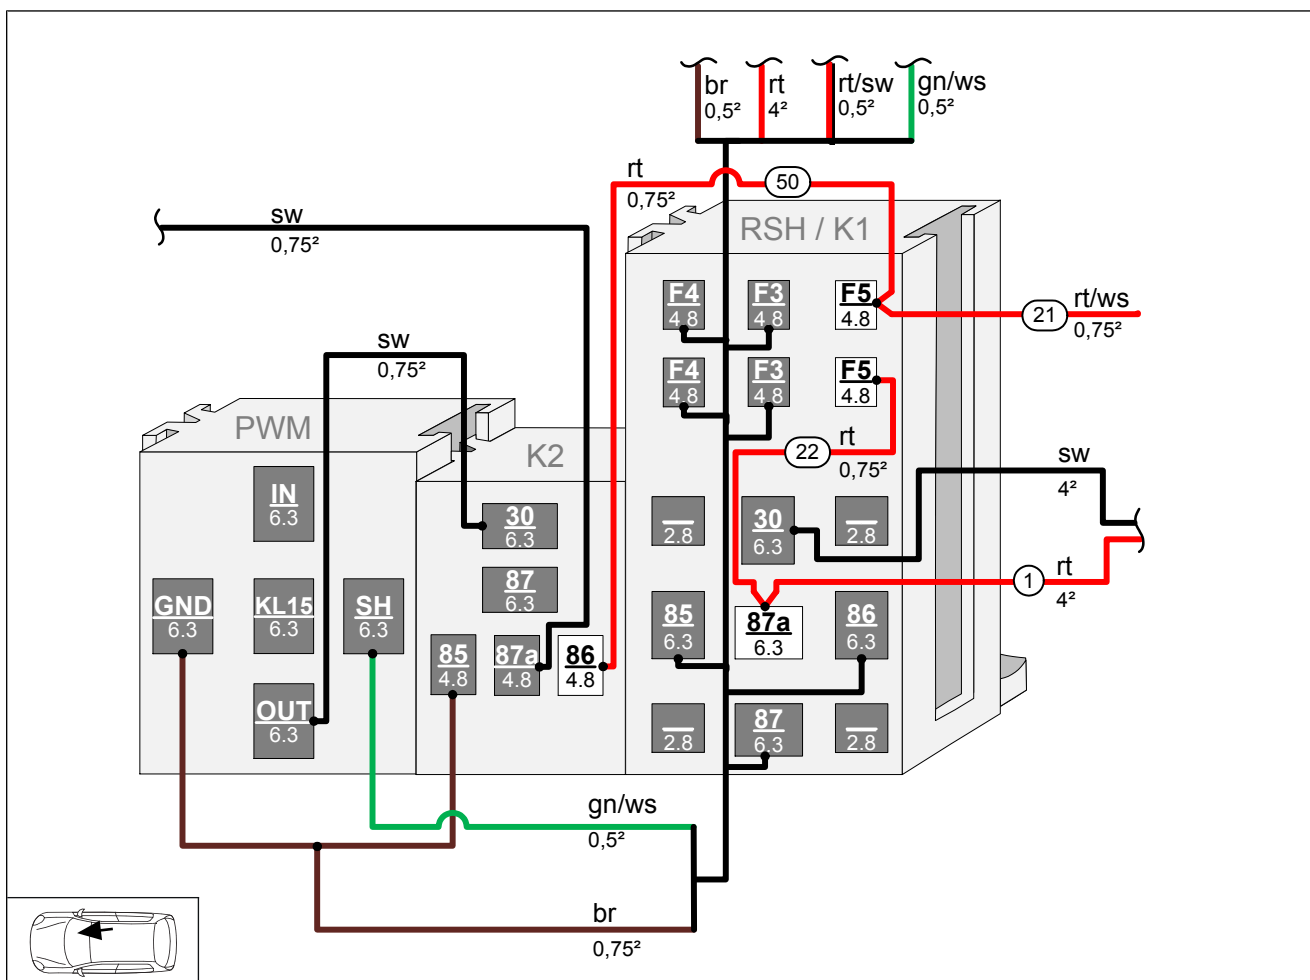 br
0,5²
rt
4²
rt/sw
0,5²
gn/ws
0,5²
rt
0,75²
50
sw
0,75²
RSH / K1
F4
4.8
F3
4.8
F5
4.8
21
rt/ws
0,75²
sw
0,75²
F4
4.8
F3
4.8
F5
4.8
PWM
K2
22
rt
0,75²
sw
4²
IN
6.3
30
6.3
2.8
30
6.3
2.8
87
6.3
1
rt
4²
GND
6.3
KL15
6.3
SH
6.3
85
4.8
87a
4.8
86
4.8
85
6.3
87a
6.3
86
6.3
OUT
6.3
2.8
87
6.3
2.8
gn/ws
0,5²
br
0,75²